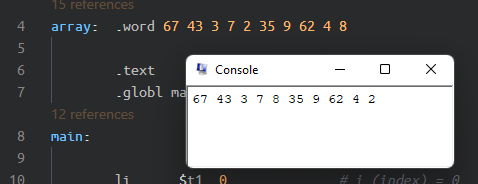 15 references
4 array: .word 67 43 3 7 2 35 9 62 4 8
5
6 .text
7 .globl ma
12 references
8 main:
9
10 li $t1 0 # i (index) = 0
Console
67 43 3 7 8 35 9 62 4 2